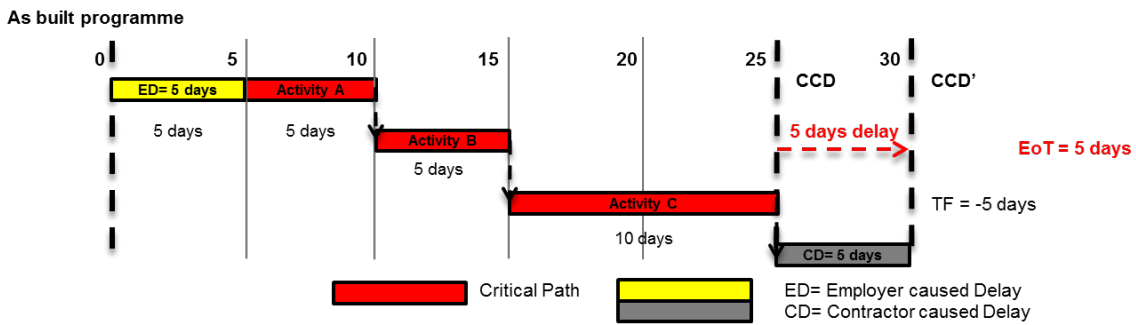 As built programme
0 5 10 15 20 25 30
CCD CCD'
ED= 5 days Activity A
5 days 5 days
Activity B
5 days
5 days delay
EoT = 5 days
Activity C
TF = -5 days
10 days
CD= 5 days
Critical Path
ED= Employer caused Delay
CD= Contractor caused Delay